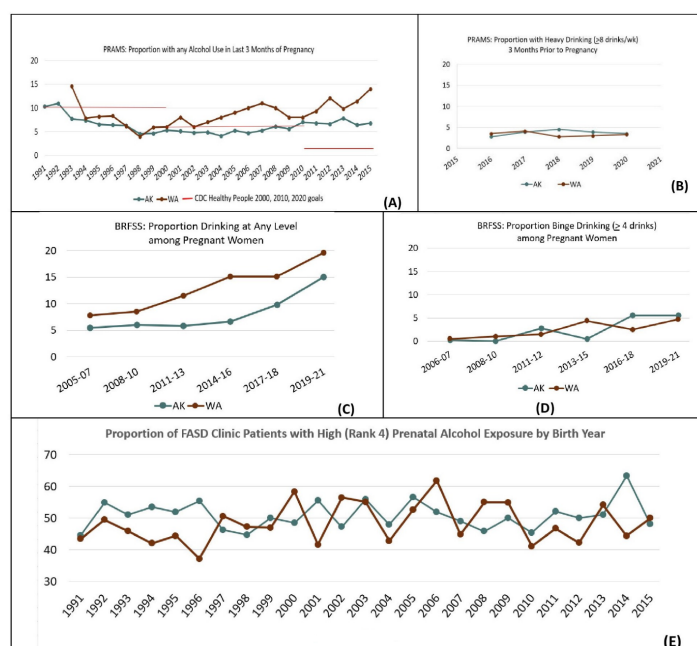 PRAMS: Proportion with any Alcohol Use in Last 3 Months of Pregnancy
20
15
10
5
0
1991 1992 1993 1994 1995 1996 1997 1998 1999 2000 2001 2002 2003 2004 2005 2006 2007 2008 2009 2010 2011 2012 2013 2014 2015
AK WA CDC Healthy People 2000, 2010, 2020 goals
(A)
PRAMS: Proportion with Heavy Drinking (≥8 drinks/wk)
3 Months Prior to Pregnancy
20
15
10
5
0
2015 2016 2017 2018 2019 2020 2021
AK WA
(B)
BRFSS: Proportion Drinking at Any Level
among Pregnant Women
20
15
10
5
0
2005-07 2008-10 2011-13 2014-16 2017-18 2019-21
AK WA
(C)
BRFSS: Proportion Binge Drinking (≥ 4 drinks)
among Pregnant Women
20
15
10
5
0
2006-07 2008-10 2011-12 2013-15 2016-18 2019-21
AK WA
(D)
Proportion of FASD Clinic Patients with High (Rank 4) Prenatal Alcohol Exposure by Birth Year
70
60
50
40
30
1991 1992 1993 1994 1995 1996 1997 1998 1999 2000 2001 2002 2003 2004 2005 2006 2007 2008 2009 2010 2011 2012 2013 2014 2015
AK WA
(E)